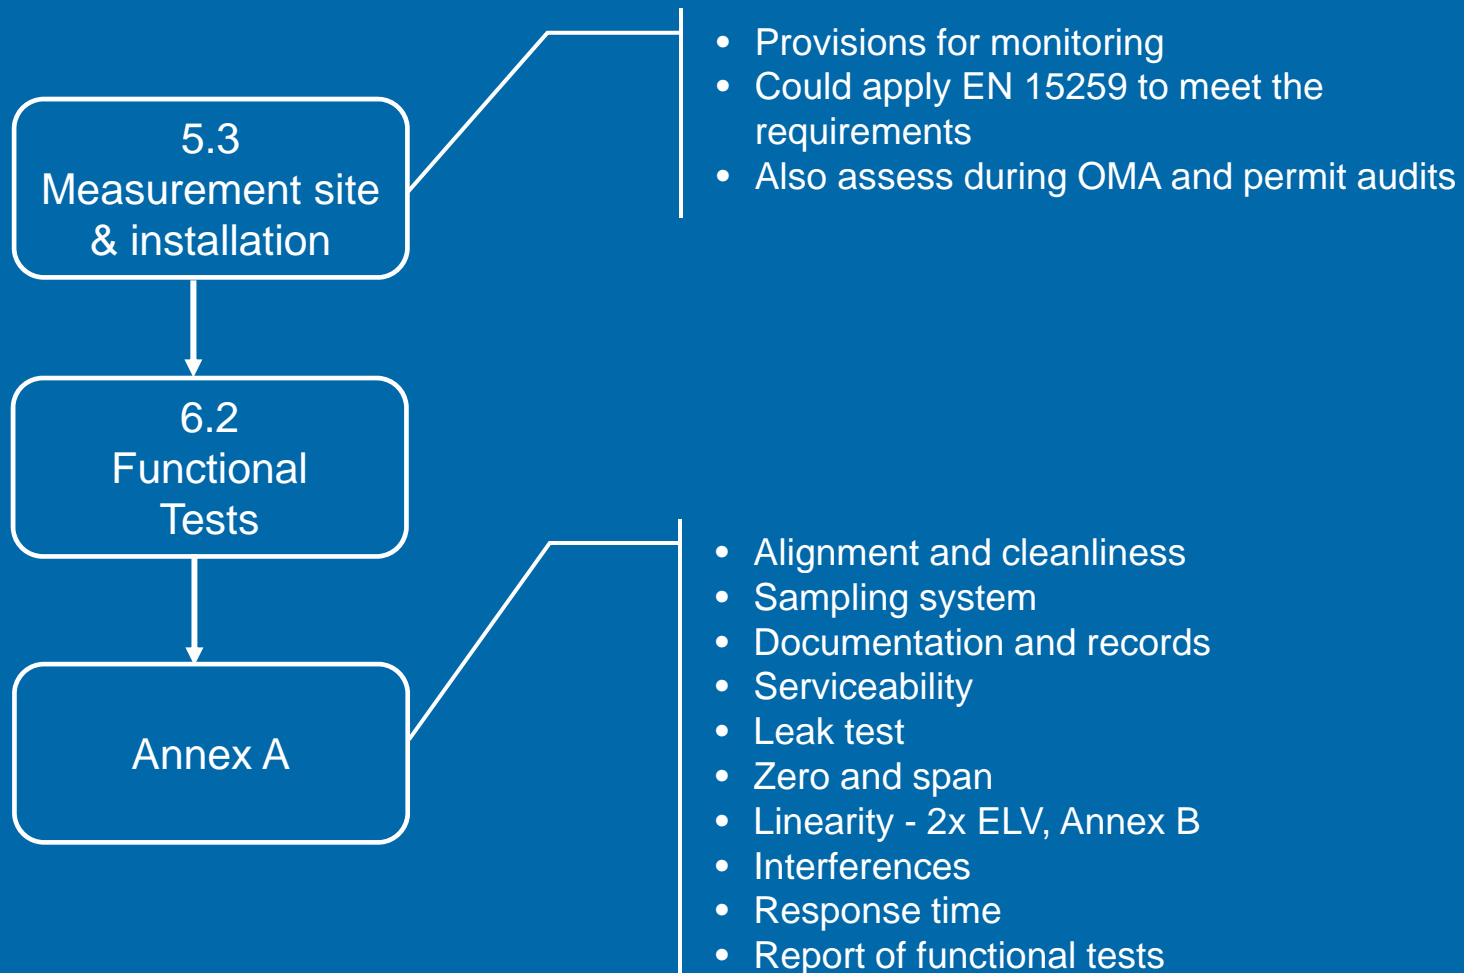 5.3
Measurement site
& installation
• Provisions for monitoring
• Could apply EN 15259 to meet the
requirements
• Also assess during OMA and permit audits
6.2
Functional
Tests
Annex A
• Alignment and cleanliness
• Sampling system
• Documentation and records
• Serviceability
• Leak test
• Zero and span
• Linearity - 2x ELV, Annex B
• Interferences
• Response time
• Report of functional tests